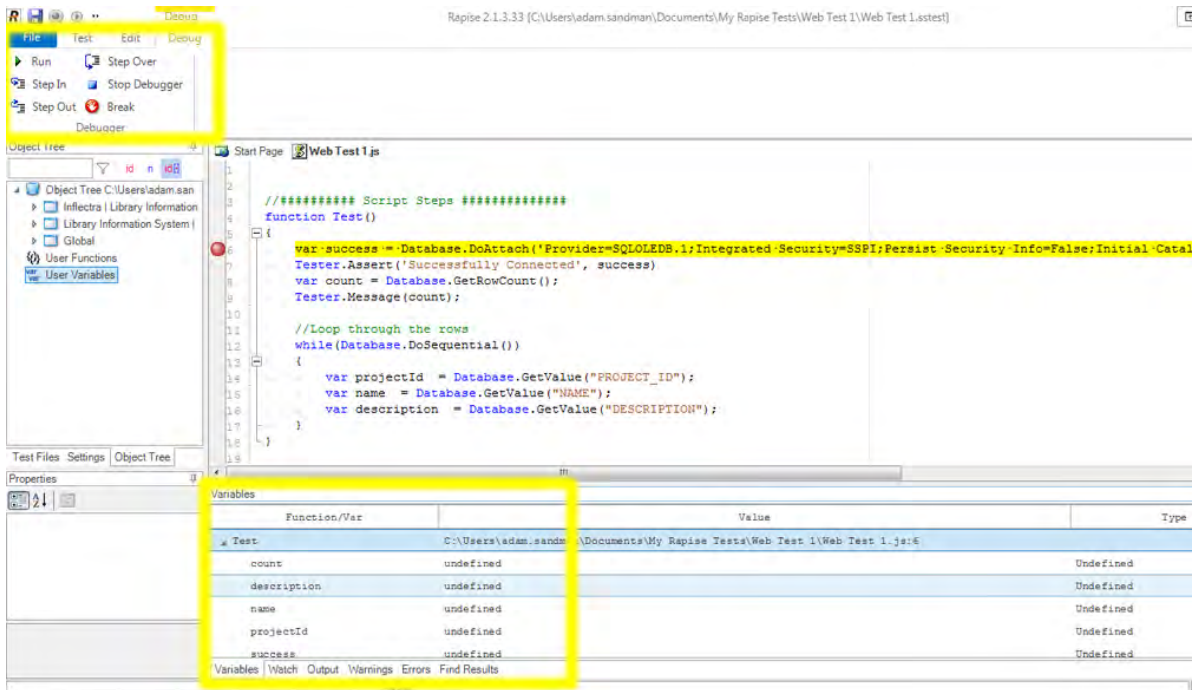 Debug
Rapise 2.1.3.33 [C:\Users\adam.sandman\Documents\My Rapise Tests\Web Test 1\Web Test 1.sstest]
File Test Edit Debug
Run Step Over
Step In Stop Debugger
Step Out Break
Debugger
Object Tree
id n id
Start Page Web Test 1.js
Object Tree C:\Users\adam.san
Inflectra | Library Information
Library Information System |
Global
User Functions
User Variables
1
2
3 //########## Script Steps ##############
4 function Test()
5 {
6 var success = Database.DoAttach('Provider=SQLOLEDB.1;Integrated Security=SSPI;Persist Security Info=False;Initial Catal
7 Tester.Assert('Successfully Connected', success)
8 var count = Database.GetRowCount();
9 Tester.Message(count);
10
11 //Loop through the rows
12 while(Database.DoSequential())
13 {
14 var projectId = Database.GetValue("PROJECT_ID");
15 var name = Database.GetValue("NAME");
16 var description = Database.GetValue("DESCRIPTION");
17 }
18 }
19
Test Files Settings Object Tree
Properties
Variables
Function/Var Value Type
Test C:\Users\adam.sandman\Documents\My Rapise Tests\Web Test 1\Web Test 1.js:6
count undefined Undefined
description undefined Undefined
name undefined Undefined
projectId undefined Undefined
success undefined Undefined
Variables Watch Output Warnings Errors Find Results